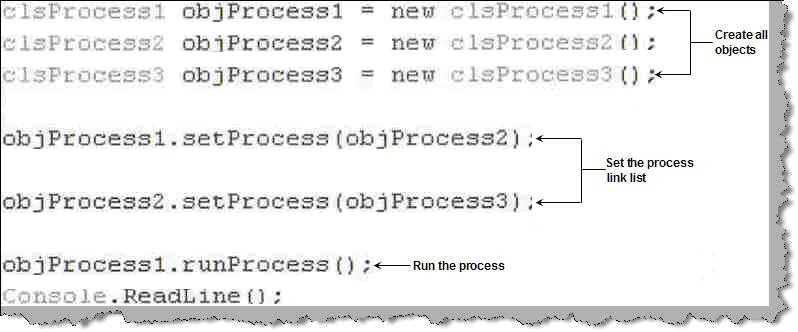 clsProcess1 objProcess1 = new clsProcess1();
clsProcess2 objProcess2 = new clsProcess2();
clsProcess3 objProcess3 = new clsProcess3();
Create all
objects
objProcess1.setProcess(objProcess2);
Set the process
link list
objProcess2.setProcess(objProcess3);
objProcess1.runProcess();
Run the process
Console.ReadLine();